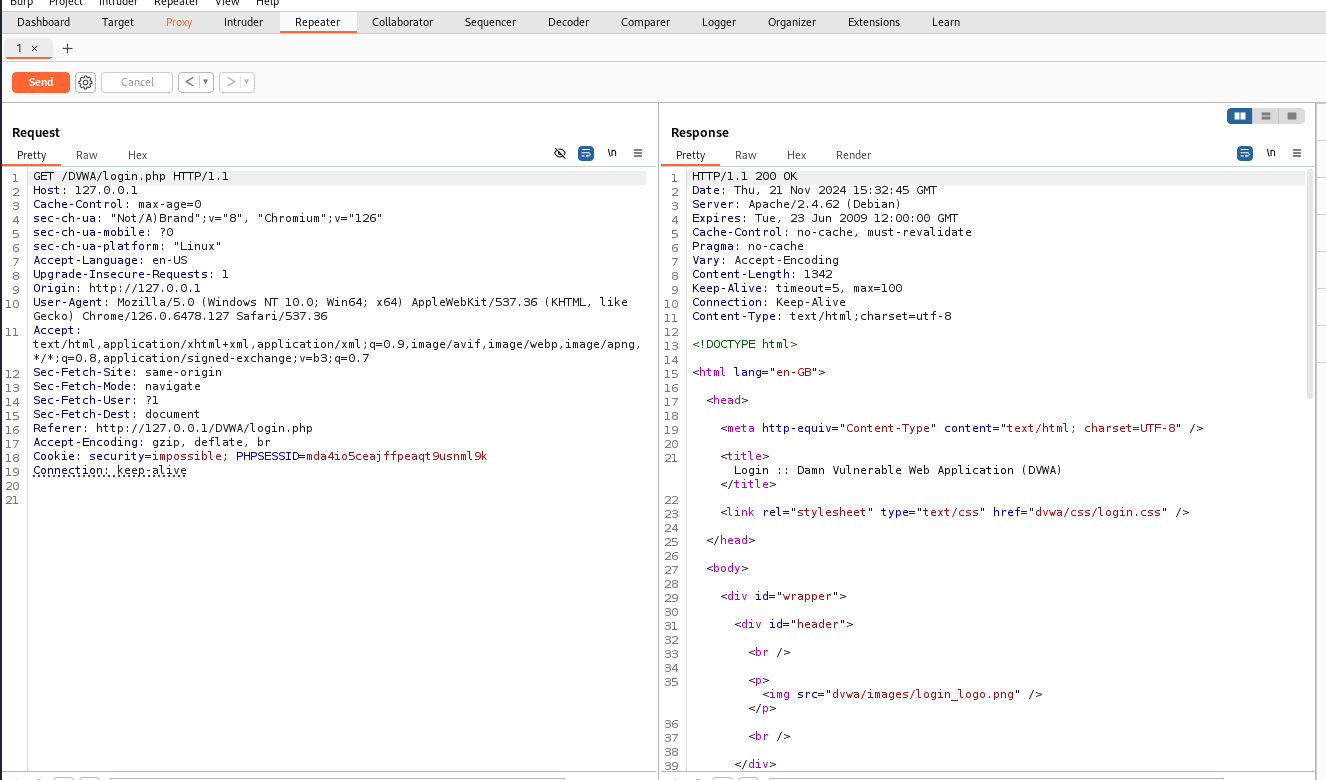 Burp Project Intruder Repeater View Help
Dashboard Target Proxy Intruder Repeater Collaborator Sequencer Decoder Comparer Logger Organizer Extensions Learn
1 × +
Send Cancel < ▾ > ▾
Request
Pretty Raw Hex
\n
1 GET /DVWA/login.php HTTP/1.1
2 Host: 127.0.0.1
3 Cache-Control: max-age=0
4 sec-ch-ua: "Not/A)Brand";v="8", "Chromium";v="126"
5 sec-ch-ua-mobile: ?0
6 sec-ch-ua-platform: "Linux"
7 Accept-Language: en-US
8 Upgrade-Insecure-Requests: 1
9 Origin: http://127.0.0.1
10 User-Agent: Mozilla/5.0 (Windows NT 10.0; Win64; x64) AppleWebKit/537.36 (KHTML, like
Gecko) Chrome/126.0.6478.127 Safari/537.36
11 Accept:
text/html,application/xhtml+xml,application/xml;q=0.9,image/avif,image/webp,image/apng,
*/*;q=0.8,application/signed-exchange;v=b3;q=0.7
12 Sec-Fetch-Site: same-origin
13 Sec-Fetch-Mode: navigate
14 Sec-Fetch-User: ?1
15 Sec-Fetch-Dest: document
16 Referer: http://127.0.0.1/DVWA/login.php
17 Accept-Encoding: gzip, deflate, br
18 Cookie: security=impossible; PHPSESSID=mda4io5ceajffpeaqt9usnml9k
19 Connection: keep-alive
20
21
Response
Pretty Raw Hex Render
\n
1 HTTP/1.1 200 OK
2 Date: Thu, 21 Nov 2024 15:32:45 GMT
3 Server: Apache/2.4.62 (Debian)
4 Expires: Tue, 23 Jun 2009 12:00:00 GMT
5 Cache-Control: no-cache, must-revalidate
6 Pragma: no-cache
7 Vary: Accept-Encoding
8 Content-Length: 1342
9 Keep-Alive: timeout=5, max=100
10 Connection: Keep-Alive
11 Content-Type: text/html;charset=utf-8
12
13 <!DOCTYPE html>
14
15 <html lang="en-GB">
16
17 <head>
18
19 <meta http-equiv="Content-Type" content="text/html; charset=UTF-8" />
20
21 <title>
Login :: Damn Vulnerable Web Application (DVWA)
</title>
22
23 <link rel="stylesheet" type="text/css" href="dvwa/css/login.css" />
24
25 </head>
26
27 <body>
28
29 <div id="wrapper">
30
31 <div id="header">
32
33 <br />
34
35 <p>
<img src="dvwa/images/login_logo.png" />
</p>
36
37 <br />
38
39 </div>